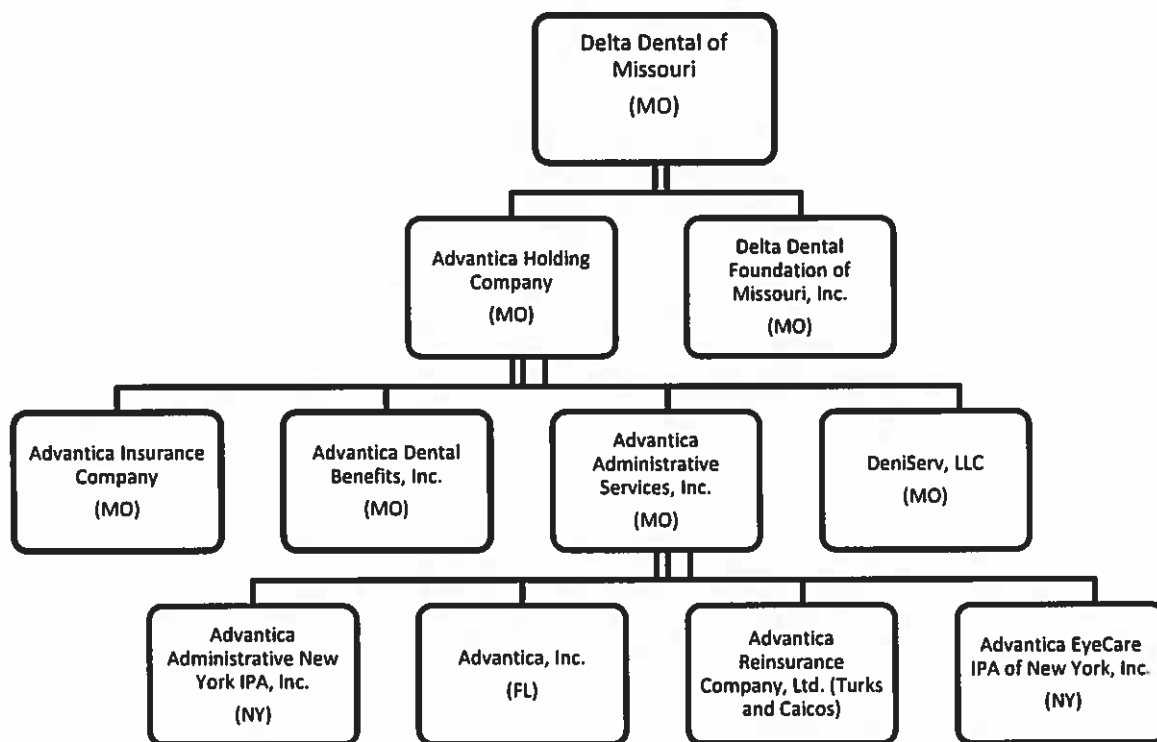 Delta Dental of
Missouri
(MO)
Advantica Holding
Company
(MO)
Delta Dental
Foundation of
Missouri, Inc.
(MO)
Advantica Insurance
Company
(MO)
Advantica Dental
Benefits, Inc.
(MO)
Advantica
Administrative
Services, Inc.
(MO)
DeniServ, LLC
(MO)
Advantica
Administrative New
York IPA, Inc.
(NY)
Advantica, Inc.
(FL)
Advantica
Reinsurance
Company, Ltd. (Turks
and Caicos)
Advantica EyeCare
IPA of New York, Inc.
(NY)